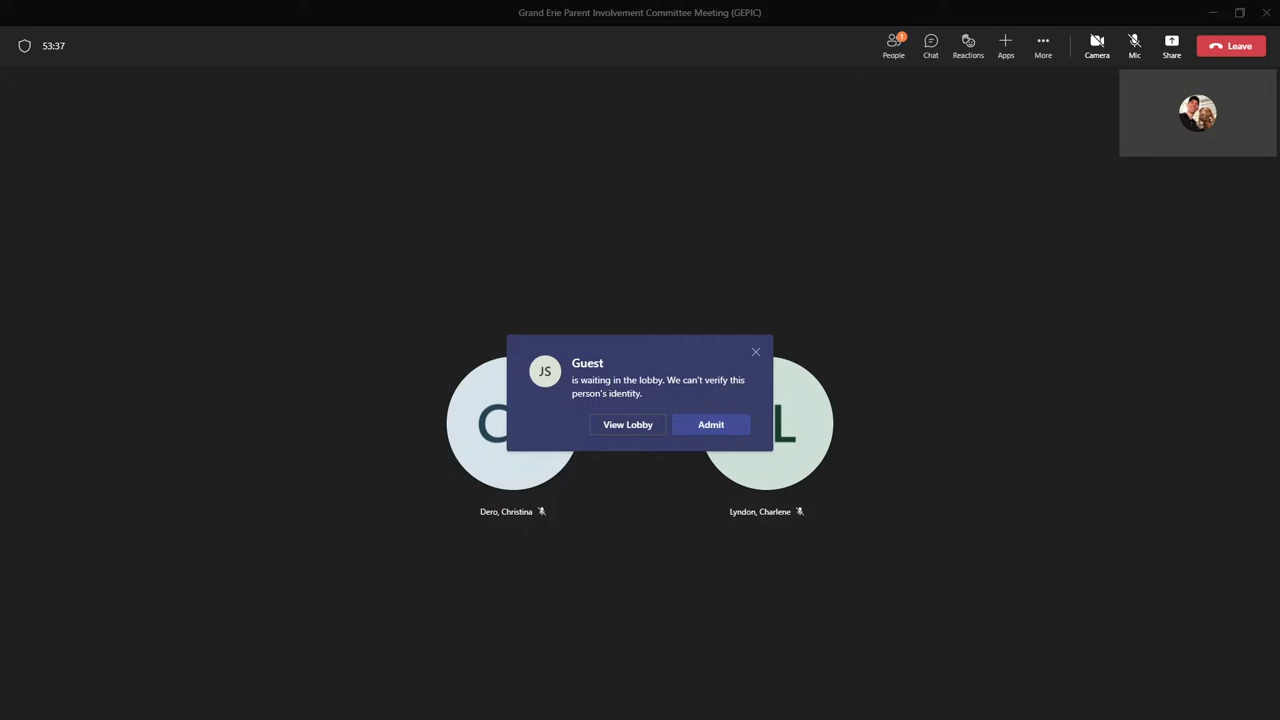 Grand Erie Parent Involvement Committee Meeting (GEPIC)
53:37
1
People
Chat
Reactions
Apps
More
Camera
Mic
Share
Leave
JS
Guest
is waiting in the lobby. We can't verify this
person's identity.
View Lobby
Admit
L
Dero, Christina
Lyndon, Charlene